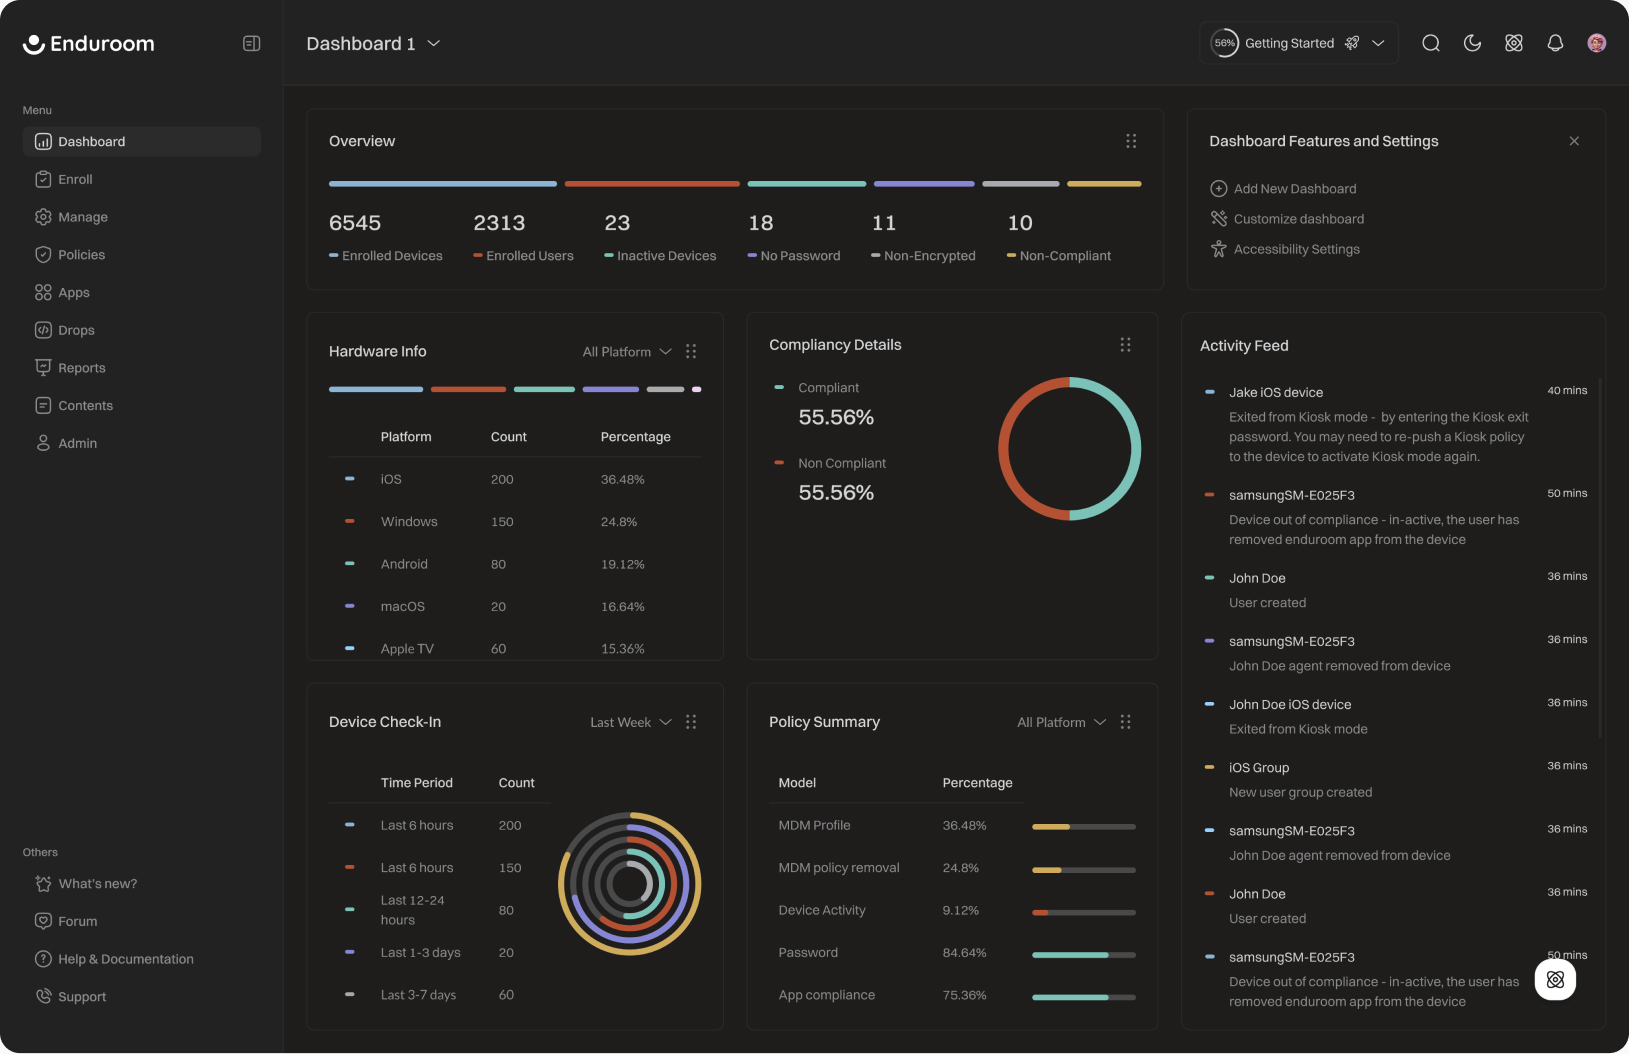 Enduroom
Menu
Dashboard
Enroll
Manage
Policies
Apps
Drops
Reports
Contents
Admin
Others
What's new?
Forum
Help & Documentation
Support
Dashboard 1
56%
Getting Started
Overview
6545
Enrolled Devices
2313
Enrolled Users
23
Inactive Devices
18
No Password
11
Non-Encrypted
10
Non-Compliant
Dashboard Features and Settings
Add New Dashboard
Customize dashboard
Accessibility Settings
Hardware Info
All Platform
Platform Count Percentage
iOS 200 36.48%
Windows 150 24.8%
Android 80 19.12%
macOS 20 16.64%
Apple TV 60 15.36%
Compliancy Details
Compliant
55.56%
Non Compliant
55.56%
Device Check-In
Last Week
Time Period Count
Last 6 hours 200
Last 6 hours 150
Last 12-24
hours
80
Last 1-3 days 20
Last 3-7 days 60
Policy Summary
All Platform
Model Percentage
MDM Profile 36.48%
MDM policy removal 24.8%
Device Activity 9.12%
Password 84.64%
App compliance 75.36%
Activity Feed
Jake iOS device 40 mins
Exited from Kiosk mode - by entering the Kiosk exit
password. You may need to re-push a Kiosk policy
to the device to activate Kiosk mode again.
samsungSM-E025F3 50 mins
Device out of compliance - in-active, the user has
removed enduroom app from the device
John Doe 36 mins
User created
samsungSM-E025F3 36 mins
John Doe agent removed from device
John Doe iOS device 36 mins
Exited from Kiosk mode
iOS Group 36 mins
New user group created
samsungSM-E025F3 36 mins
John Doe agent removed from device
John Doe 36 mins
User created
samsungSM-E025F3 50 mins
Device out of compliance - in-active, the user has
removed enduroom app from the device